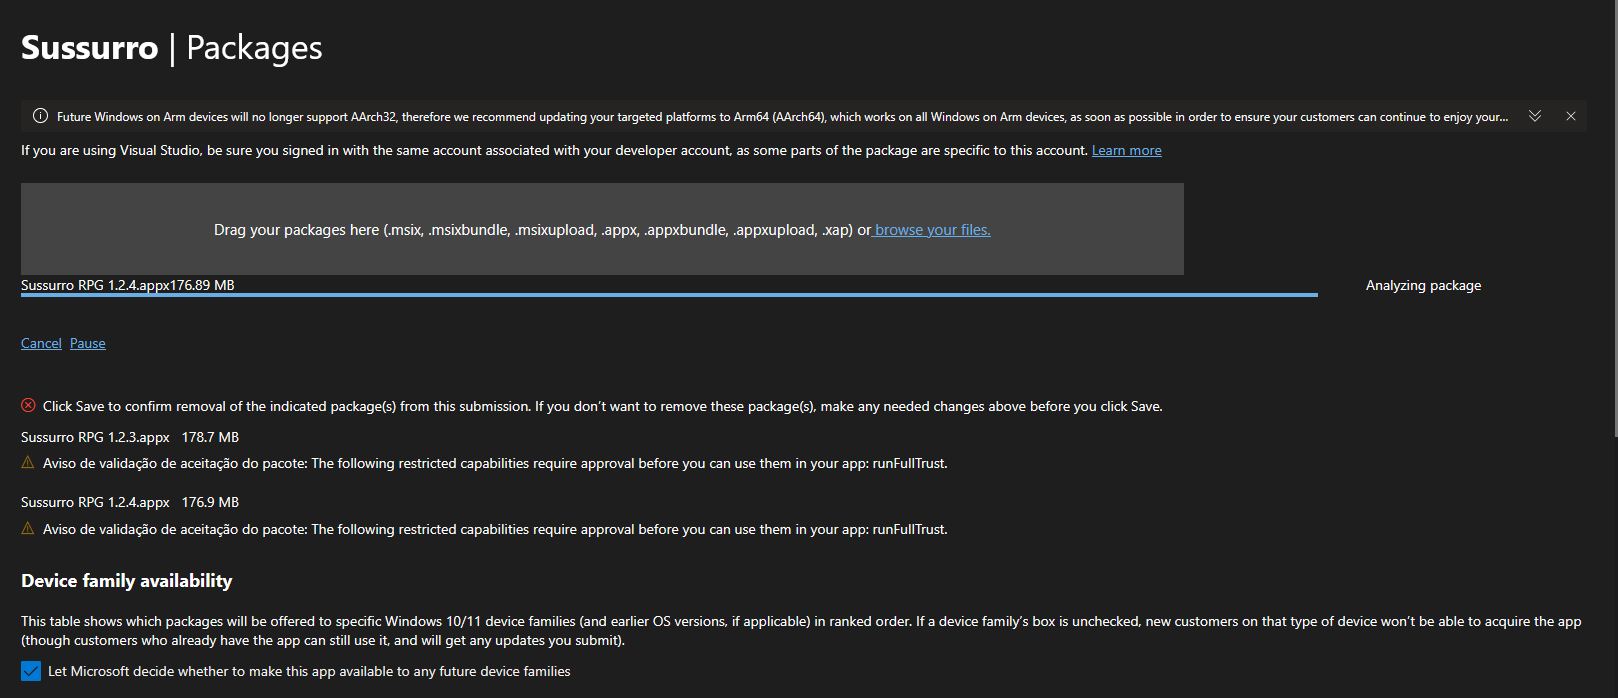 Sussurro | Packages
Future Windows on Arm devices will no longer support AArch32, therefore we recommend updating your targeted platforms to Arm64 (AArch64), which works on all Windows on Arm devices, as soon as possible in order to ensure your customers can continue to enjoy your...
If you are using Visual Studio, be sure you signed in with the same account associated with your developer account, as some parts of the package are specific to this account. Learn more
Drag your packages here (.msix, .msixbundle, .msixupload, .appx, .appxbundle, .appxupload, .xap) or browse your files.
Sussurro RPG 1.2.4.appx176.89 MB Analyzing package
Cancel Pause
Click Save to confirm removal of the indicated package(s) from this submission. If you don't want to remove these package(s), make any needed changes above before you click Save.
Sussurro RPG 1.2.3.appx 178.7 MB
Aviso de validação de aceitação do pacote: The following restricted capabilities require approval before you can use them in your app: runFullTrust.
Sussurro RPG 1.2.4.appx 176.9 MB
Aviso de validação de aceitação do pacote: The following restricted capabilities require approval before you can use them in your app: runFullTrust.
Device family availability
This table shows which packages will be offered to specific Windows 10/11 device families (and earlier OS versions, if applicable) in ranked order. If a device family's box is unchecked, new customers on that type of device won't be able to acquire the app
(though customers who already have the app can still use it, and will get any updates you submit).
Let Microsoft decide whether to make this app available to any future device families